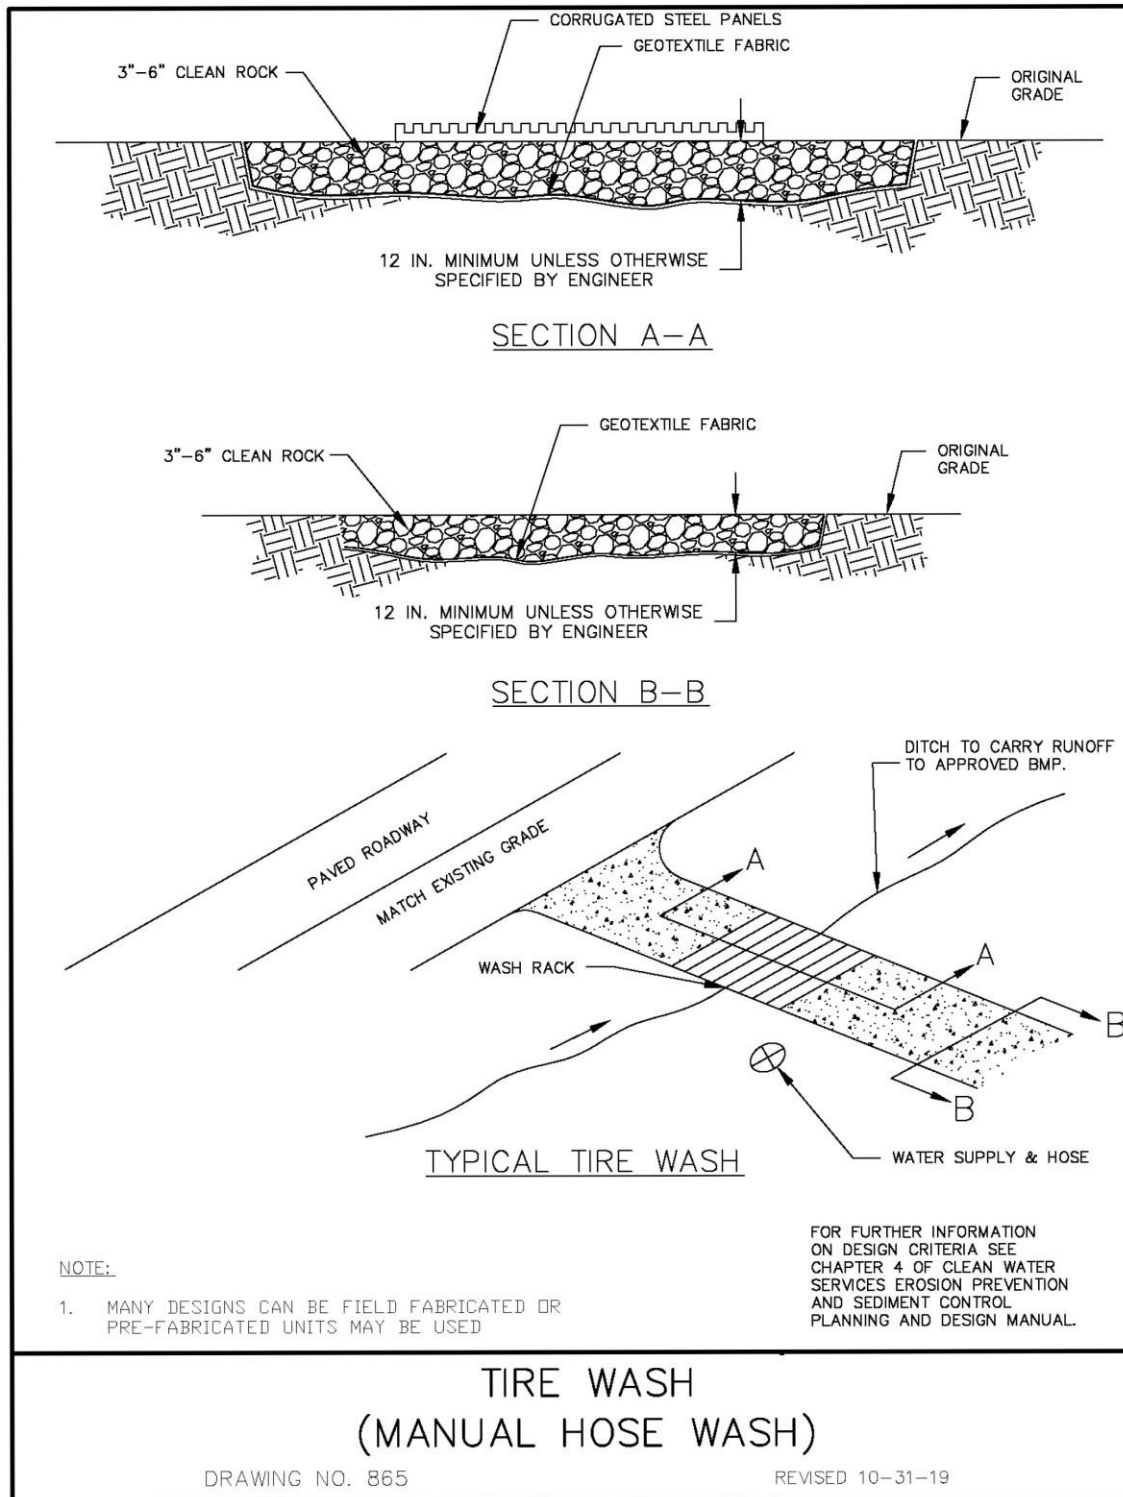 CORRUGATED STEEL PANELS
GEOTEXTILE FABRIC
3"-6" CLEAN ROCK
ORIGINAL
GRADE
12 IN. MINIMUM UNLESS OTHERWISE
SPECIFIED BY ENGINEER
SECTION A-A
GEOTEXTILE FABRIC
3"-6" CLEAN ROCK
ORIGINAL
GRADE
12 IN. MINIMUM UNLESS OTHERWISE
SPECIFIED BY ENGINEER
SECTION B-B
DITCH TO CARRY RUNOFF
TO APPROVED BMP.
PAVED ROADWAY
MATCH EXISTING GRADE
A
A
WASH RACK
B
B
TYPICAL TIRE WASH
WATER SUPPLY & HOSE
NOTE:
1. MANY DESIGNS CAN BE FIELD FABRICATED OR
PRE-FABRICATED UNITS MAY BE USED
FOR FURTHER INFORMATION
ON DESIGN CRITERIA SEE
CHAPTER 4 OF CLEAN WATER
SERVICES EROSION PREVENTION
AND SEDIMENT CONTROL
PLANNING AND DESIGN MANUAL.
TIRE WASH
(MANUAL HOSE WASH)
DRAWING NO. 865
REVISED 10-31-19